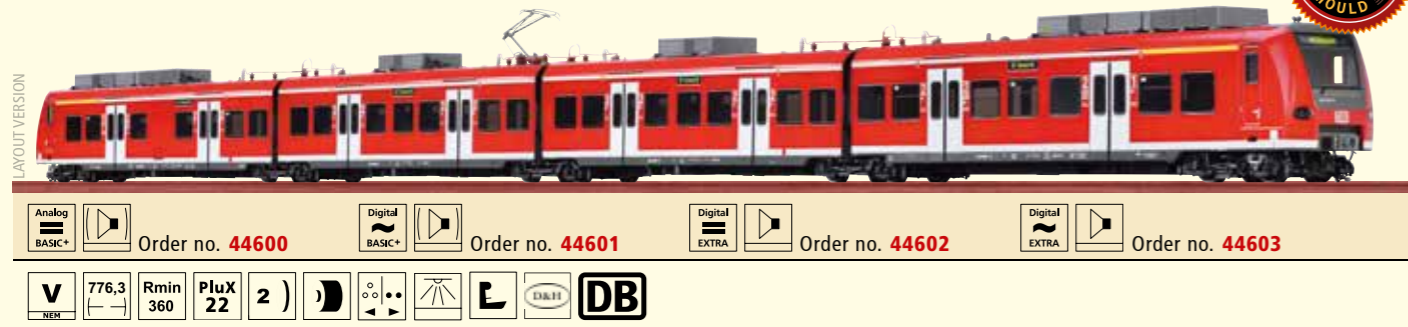 MOULD
LAYOUT VERSION
Analog BASIC+ Order no. 44600
Digital BASIC+ Order no. 44601
Digital EXTRA Order no. 44602
Digital EXTRA Order no. 44603
V NEM
776,3
Rmin 360
PluX 22
2 )
D&H
DB